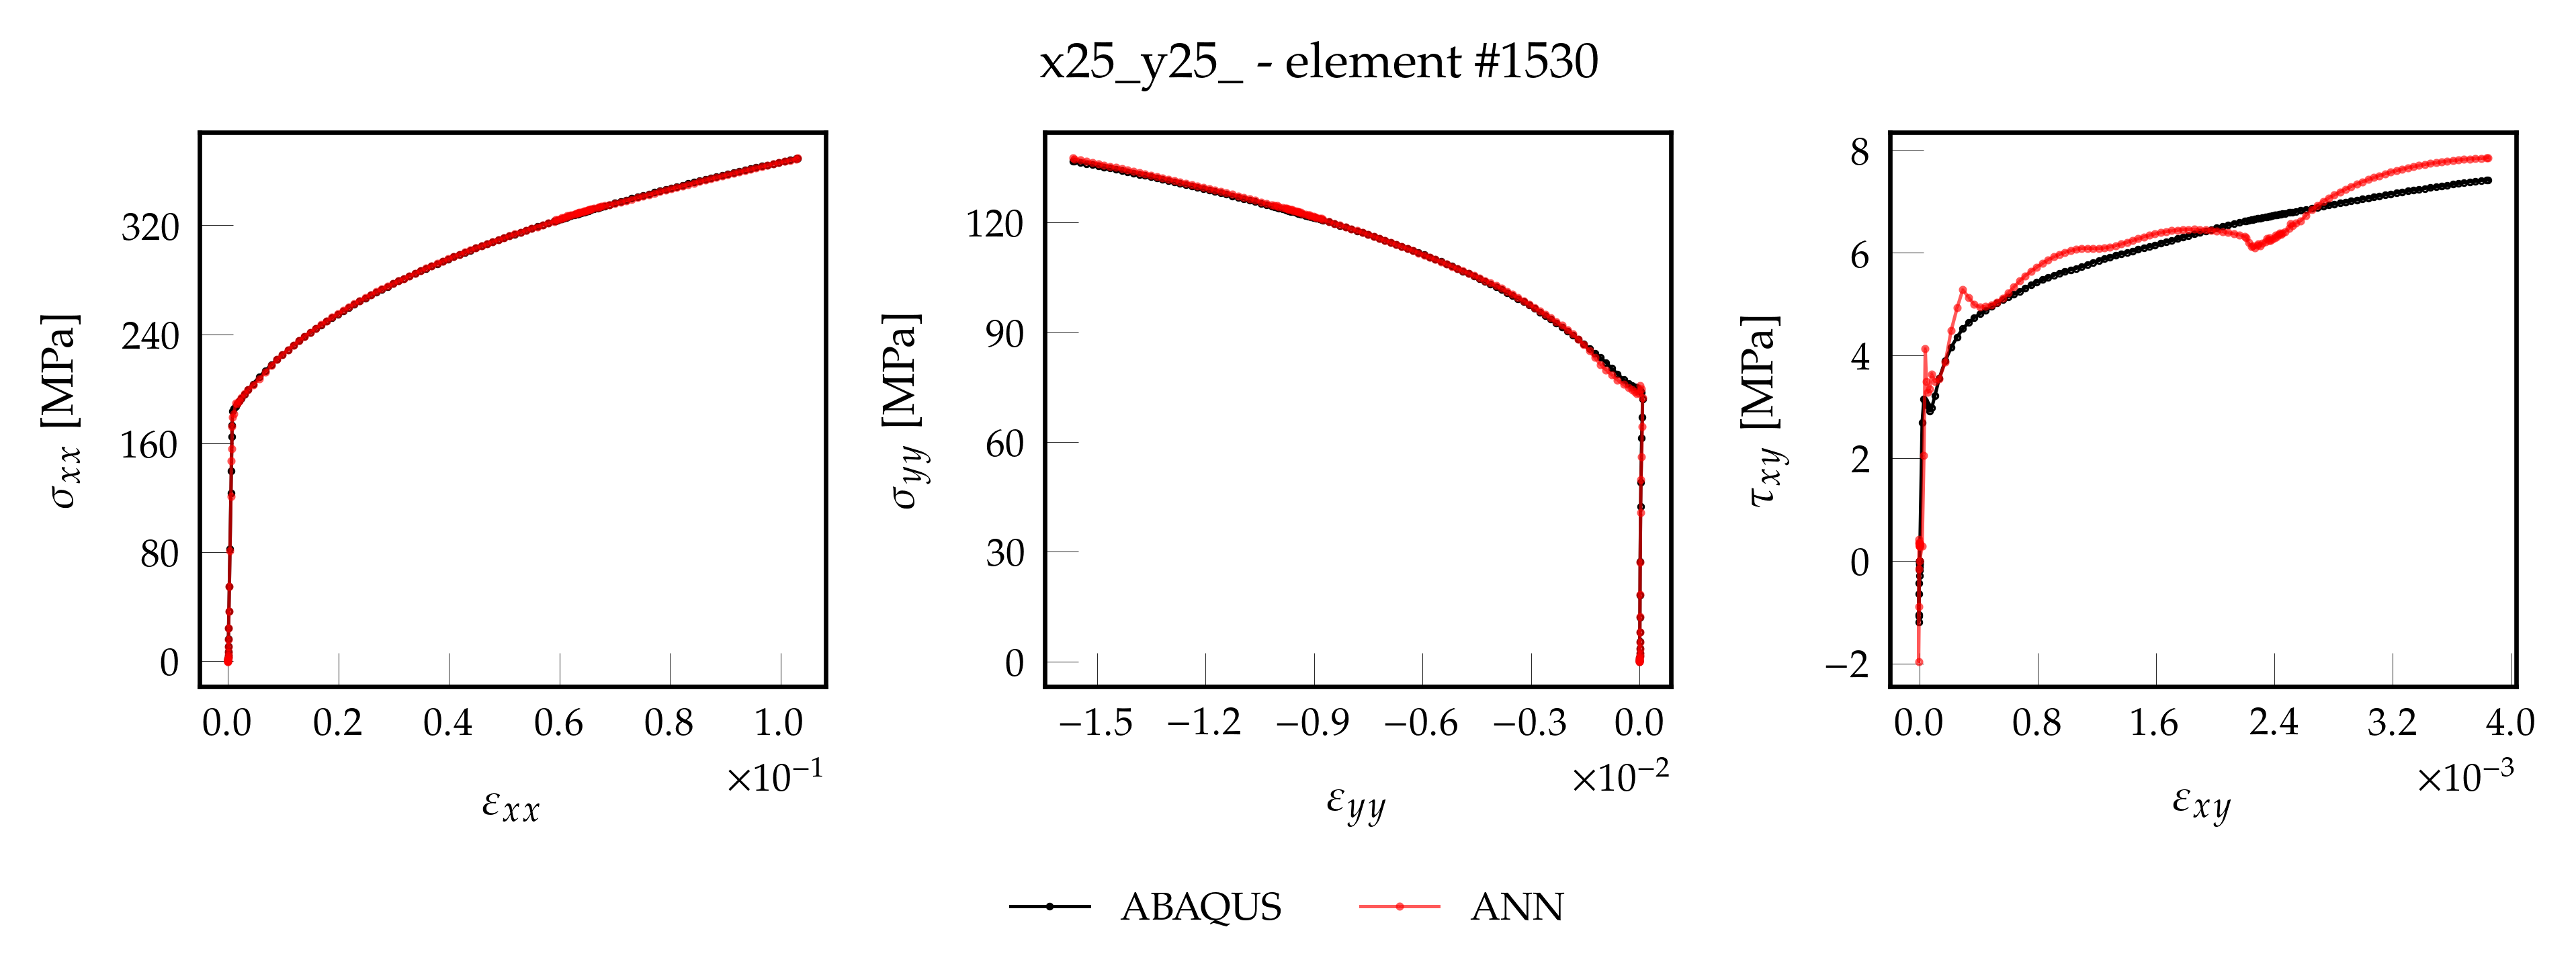 x25_y25_ - element #1530
σxx [MPa]
320
240
160
80
0
0.0 0.2 0.4 0.6 0.8 1.0
×10−1
εxx
σyy [MPa]
120
90
60
30
0
−1.5 −1.2 −0.9 −0.6 −0.3 0.0
×10−2
εyy
τxy [MPa]
8
6
4
2
0
−2
0.0 0.8 1.6 2.4 3.2 4.0
×10−3
εxy
ABAQUS ANN